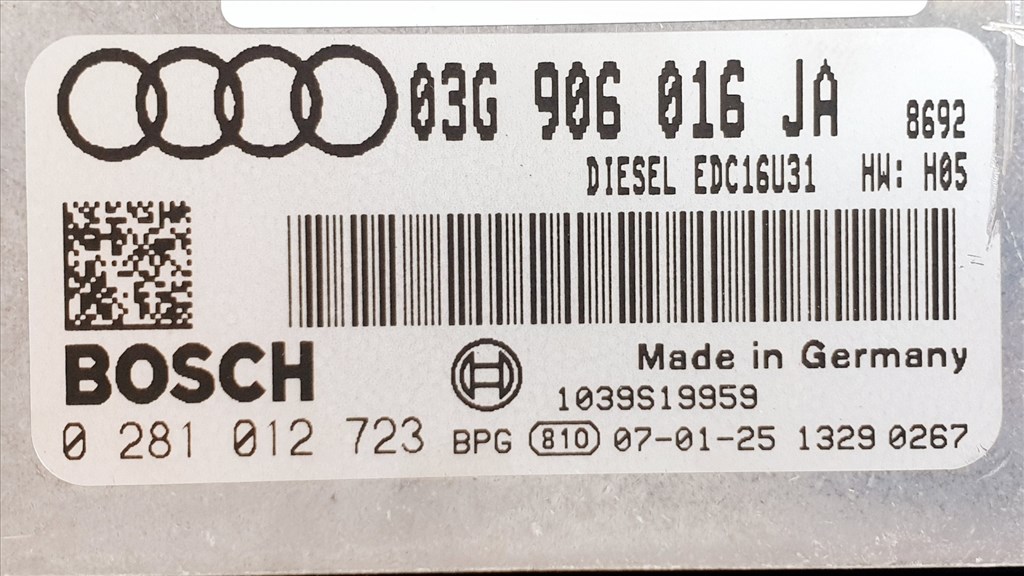 03G 906 016 JA 8692
DIESEL EDC16U31 HW: H05
BOSCH Made in Germany
1039S19959
0 281 012 723 BPG 810 07-01-25 1329 0267